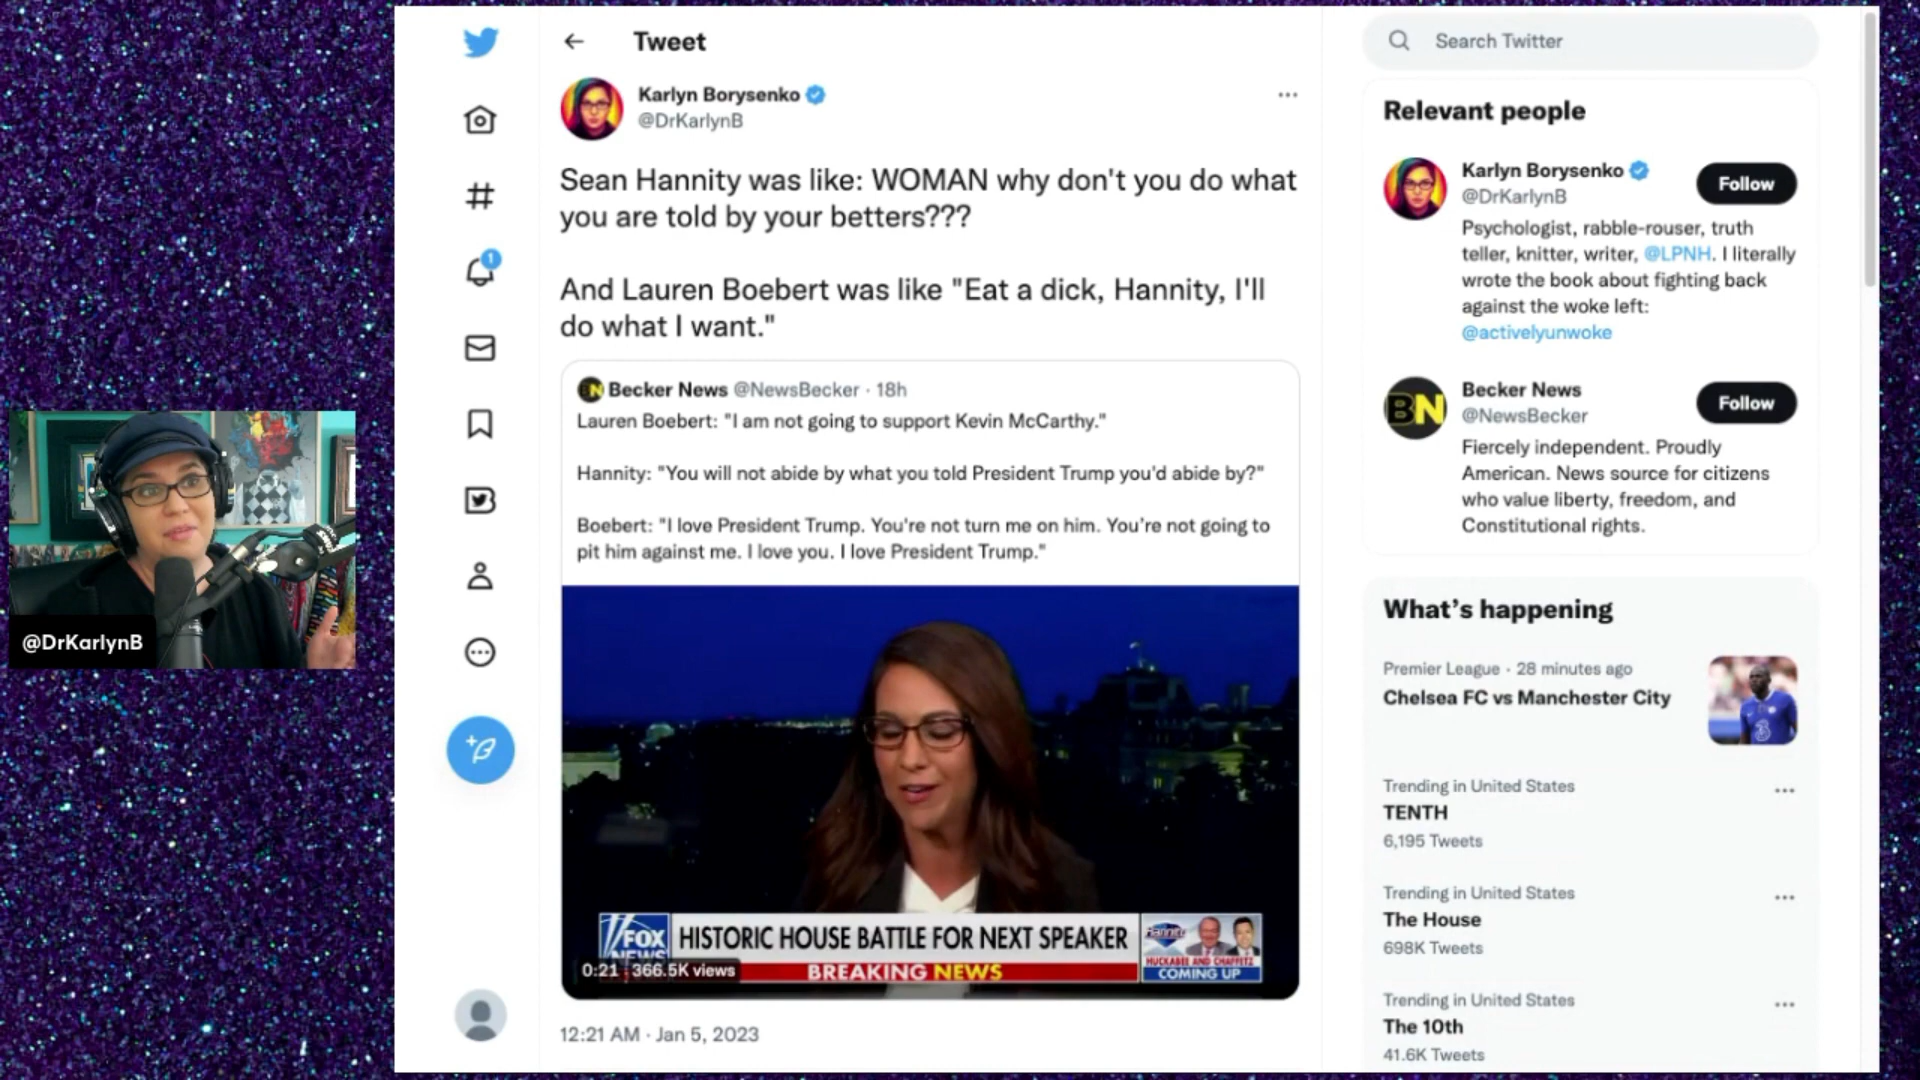 Tweet
Karlyn Borysenko
@DrKarlynB
Sean Hannity was like: WOMAN why don't you do what
you are told by your betters???
And Lauren Boebert was like "Eat a dick, Hannity, I'll
do what I want."
BN Becker News @NewsBecker · 18h
Lauren Boebert: "I am not going to support Kevin McCarthy."
Hannity: "You will not abide by what you told President Trump you'd abide by?"
Boebert: "I love President Trump. You're not turn me on him. You're not going to
pit him against me. I love you. I love President Trump."
FOX
NEWS
HISTORIC HOUSE BATTLE FOR NEXT SPEAKER
BREAKING NEWS
Hannity
HUCKABEE AND CHAFFETZ
COMING UP
0:21 366.5K views
12:21 AM · Jan 5, 2023
1
@DrKarlynB
Search Twitter
Relevant people
Karlyn Borysenko
@DrKarlynB
Follow
Psychologist, rabble-rouser, truth
teller, knitter, writer, @LPNH. I literally
wrote the book about fighting back
against the woke left:
@activelyunwoke
BN
Becker News
@NewsBecker
Follow
Fiercely independent. Proudly
American. News source for citizens
who value liberty, freedom, and
Constitutional rights.
What's happening
Premier League · 28 minutes ago
Chelsea FC vs Manchester City
3
Trending in United States
TENTH
6,195 Tweets
Trending in United States
The House
698K Tweets
Trending in United States
The 10th
41.6K Tweets